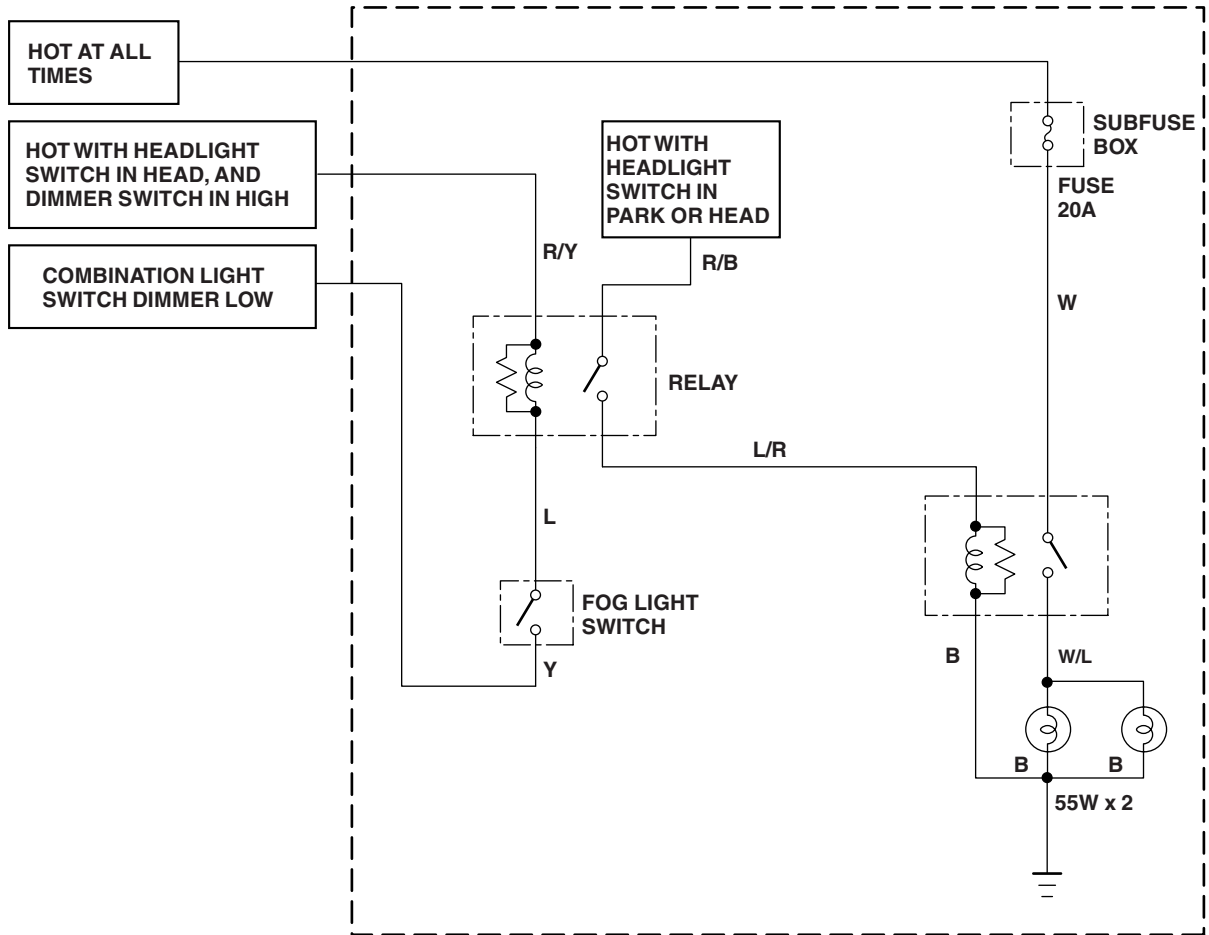 HOT AT ALL
TIMES
HOT WITH HEADLIGHT
SWITCH IN HEAD, AND
DIMMER SWITCH IN HIGH
COMBINATION LIGHT
SWITCH DIMMER LOW
HOT WITH
HEADLIGHT
SWITCH IN
PARK OR HEAD
SUBFUSE
BOX
FUSE
20A
R/Y
R/B
W
RELAY
L/R
L
FOG LIGHT
SWITCH
Y
B
W/L
B
B
55W x 2